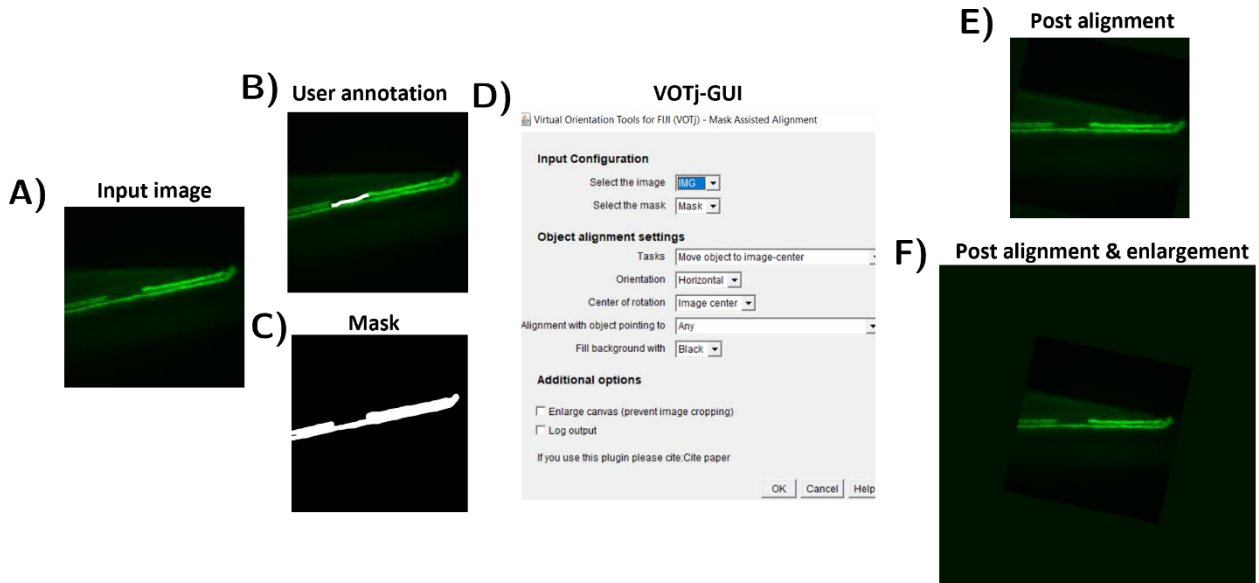 A)
Input image
B)
User annotation
C)
Mask
D)
VOTj-GUI
Virtual Orientation Tools for FIJI (VOTj) - Mask Assisted Alignment
Input Configuration
Select the image IMG
Select the mask Mask
Object alignment settings
Tasks Move object to image-center
Orientation Horizontal
Center of rotation Image center
Alignment with object pointing to Any
Fill background with Black
Additional options
Enlarge canvas (prevent image cropping)
Log output
If you use this plugin please cite:Cite paper
OK Cancel Help
E)
Post alignment
F)
Post alignment & enlargement